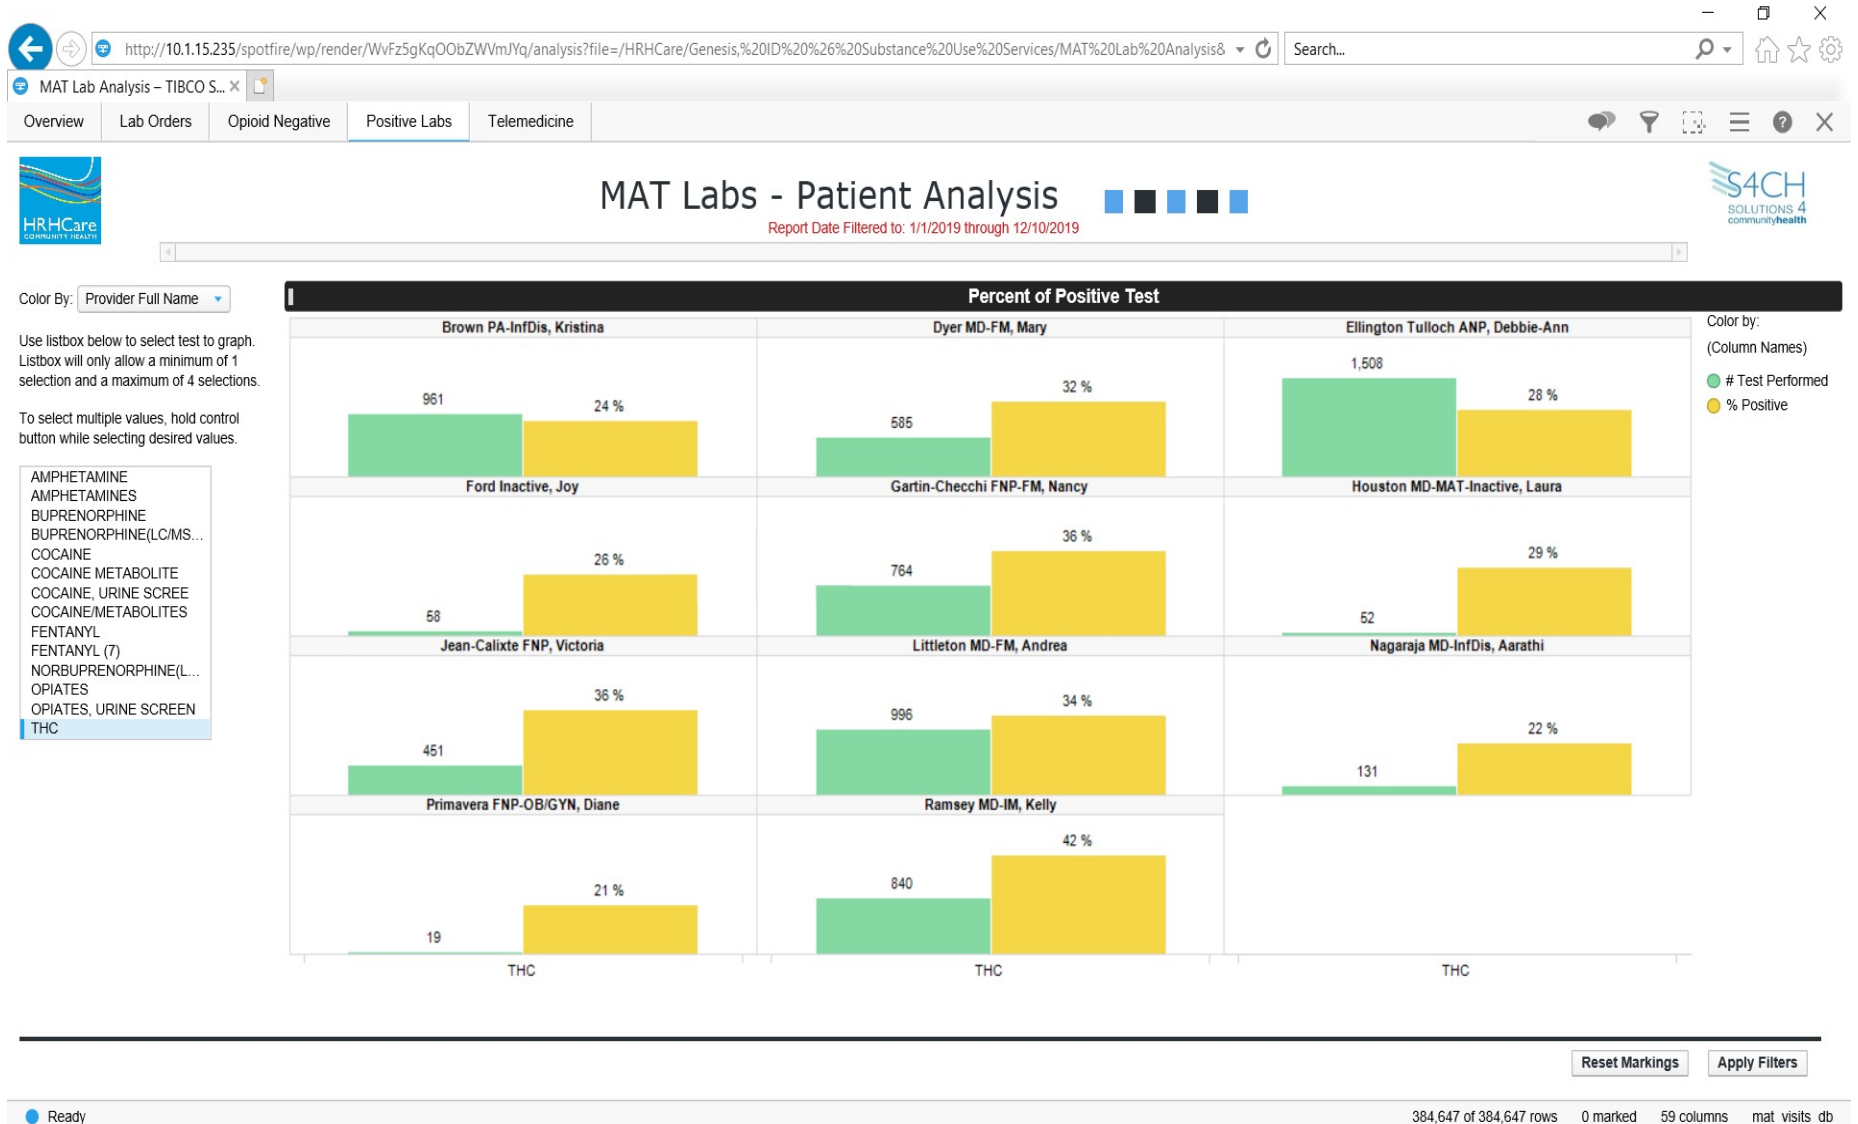 http://10.1.15.235/spotfire/wp/render/WvFz5gKqOObZWVmJYq/analysis?file=/HRHCare/Genesis,%20ID%20%26%20Substance%20Use%20Services/MAT%20Lab%20Analysis&
Search...
MAT Lab Analysis – TIBCO S...
Overview Lab Orders Opioid Negative Positive Labs Telemedicine
HRHCare
COMMUNITY HEALTH
MAT Labs - Patient Analysis
Report Date Filtered to: 1/1/2019 through 12/10/2019
S4CH
SOLUTIONS 4
communityhealth
Color By: Provider Full Name
Use listbox below to select test to graph.
Listbox will only allow a minimum of 1
selection and a maximum of 4 selections.
To select multiple values, hold control
button while selecting desired values.
AMPHETAMINE
AMPHETAMINES
BUPRENORPHINE
BUPRENORPHINE(LC/MS...
COCAINE
COCAINE METABOLITE
COCAINE, URINE SCREE
COCAINE/METABOLITES
FENTANYL
FENTANYL (7)
NORBUPRENORPHINE(L...
OPIATES
OPIATES, URINE SCREEN
THC
Percent of Positive Test
Brown PA-InfDis, Kristina
961
24 %
Dyer MD-FM, Mary
585
32 %
Ellington Tulloch ANP, Debbie-Ann
1,508
28 %
Ford Inactive, Joy
58
26 %
Gartin-Checchi FNP-FM, Nancy
764
36 %
Houston MD-MAT-Inactive, Laura
52
29 %
Jean-Calixte FNP, Victoria
451
36 %
Littleton MD-FM, Andrea
996
34 %
Nagaraja MD-InfDis, Aarathi
131
22 %
Primavera FNP-OB/GYN, Diane
19
21 %
Ramsey MD-IM, Kelly
840
42 %
THC THC THC
Color by:
(Column Names)
# Test Performed
% Positive
Reset Markings Apply Filters
Ready
384,647 of 384,647 rows 0 marked 59 columns mat_visits_db